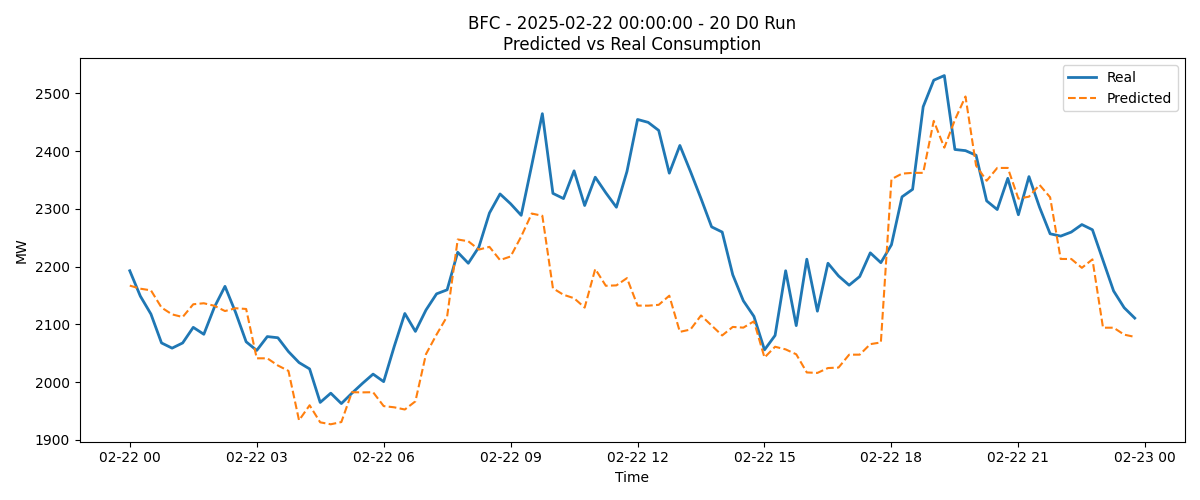 BFC - 2025-02-22 00:00:00 - 20 D0 Run
Predicted vs Real Consumption
Real
Predicted
MW
2500
2400
2300
2200
2100
2000
1900
02-22 00
02-22 03
02-22 06
02-22 09
02-22 12
02-22 15
02-22 18
02-22 21
02-23 00
Time